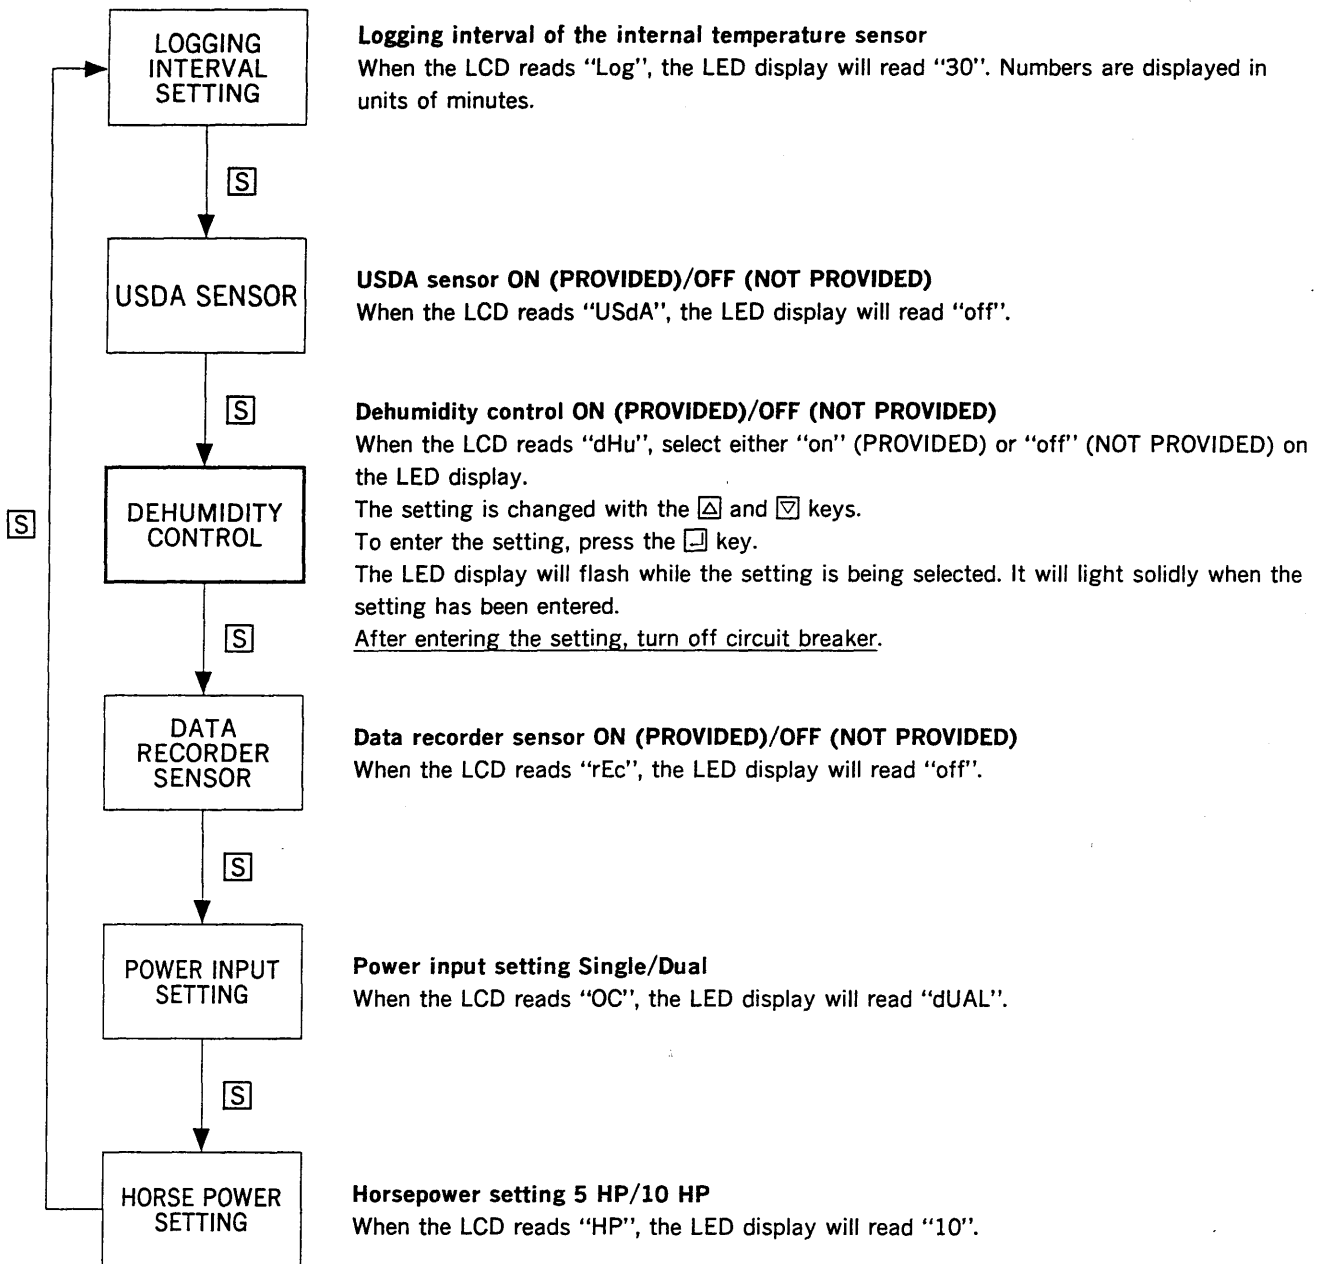 LOGGING
INTERVAL
SETTING
Logging interval of the internal temperature sensor
When the LCD reads “Log”, the LED display will read “30”. Numbers are displayed in
units of minutes.
S
USDA SENSOR
USDA sensor ON (PROVIDED)/OFF (NOT PROVIDED)
When the LCD reads “USdA”, the LED display will read “off”.
S
Dehumidity control ON (PROVIDED)/OFF (NOT PROVIDED)
When the LCD reads “dHu”, select either “on” (PROVIDED) or “off” (NOT PROVIDED) on
the LED display.
S
DEHUMIDITY
CONTROL
The setting is changed with the △ and ▽ keys.
To enter the setting, press the ↵ key.
The LED display will flash while the setting is being selected. It will light solidly when the
setting has been entered.
S
After entering the setting, turn off circuit breaker.
DATA
RECORDER
SENSOR
Data recorder sensor ON (PROVIDED)/OFF (NOT PROVIDED)
When the LCD reads “rEc”, the LED display will read “off”.
S
POWER INPUT
SETTING
Power input setting Single/Dual
When the LCD reads “OC”, the LED display will read “dUAL”.
S
HORSE POWER
SETTING
Horsepower setting 5 HP/10 HP
When the LCD reads “HP”, the LED display will read “10”.